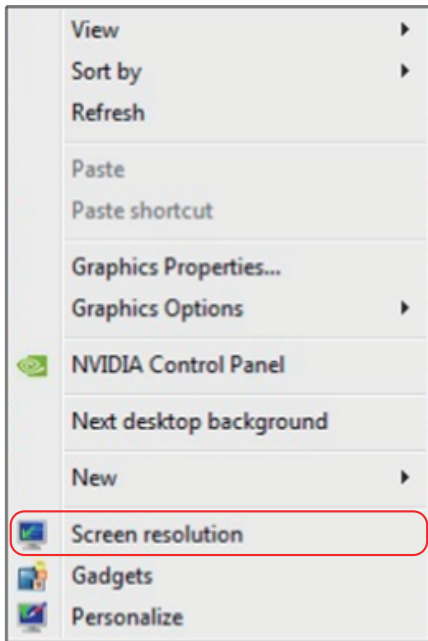 View
Sort by
Refresh
Paste
Paste shortcut
Graphics Properties...
Graphics Options
NVIDIA Control Panel
Next desktop background
New
Screen resolution
Gadgets
Personalize